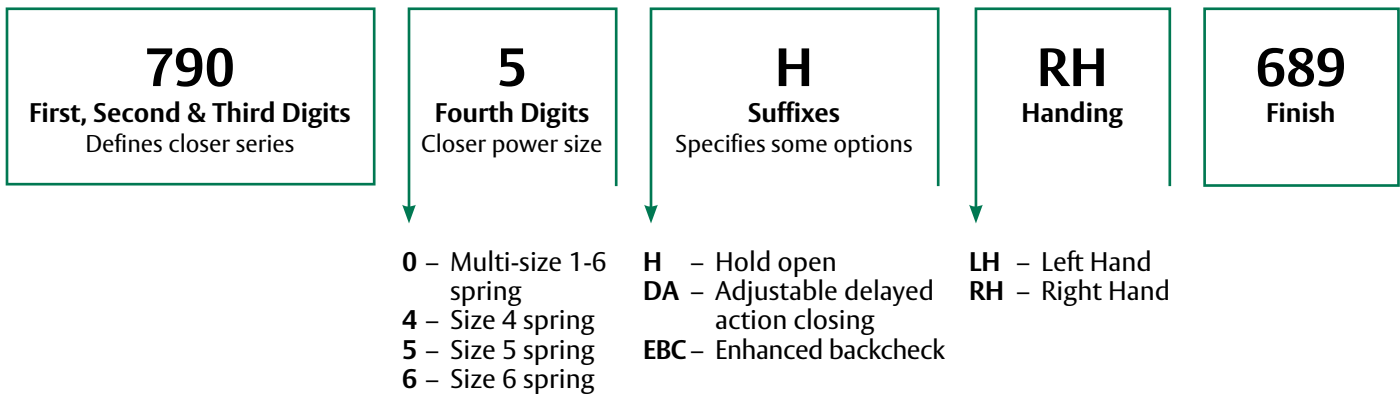 790
First, Second & Third Digits
Defines closer series
5
Fourth Digits
Closer power size
H
Suffixes
Specifies some options
RH
Handing
689
Finish
0 – Multi-size 1-6
spring
4 – Size 4 spring
5 – Size 5 spring
6 – Size 6 spring
H – Hold open
DA – Adjustable delayed
action closing
EBC – Enhanced backcheck
LH – Left Hand
RH – Right Hand